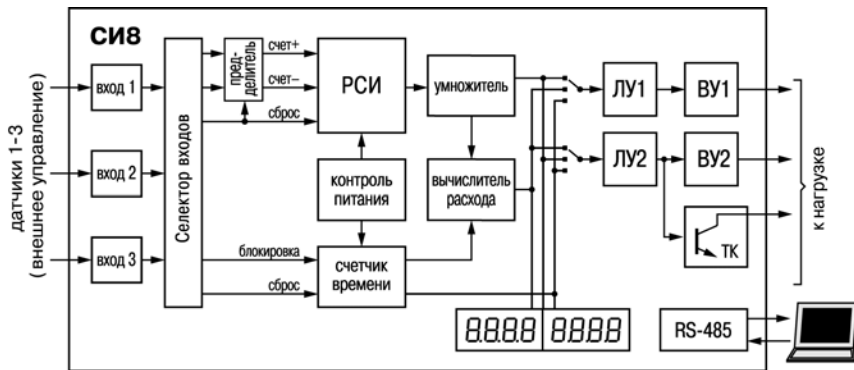 СИ8
датчики 1-3
(внешнее управление)
вход 1
вход 2
вход 3
Селектор входов
пред-
делитель
счет+
счет–
сброс
РСИ
умножитель
контроль
питания
вычислитель
расхода
блокировка
сброс
счетчик
времени
ЛУ1
ВУ1
ЛУ2
ВУ2
ТК
к нагрузке
8.8.8.8 8.8.8.8
RS-485